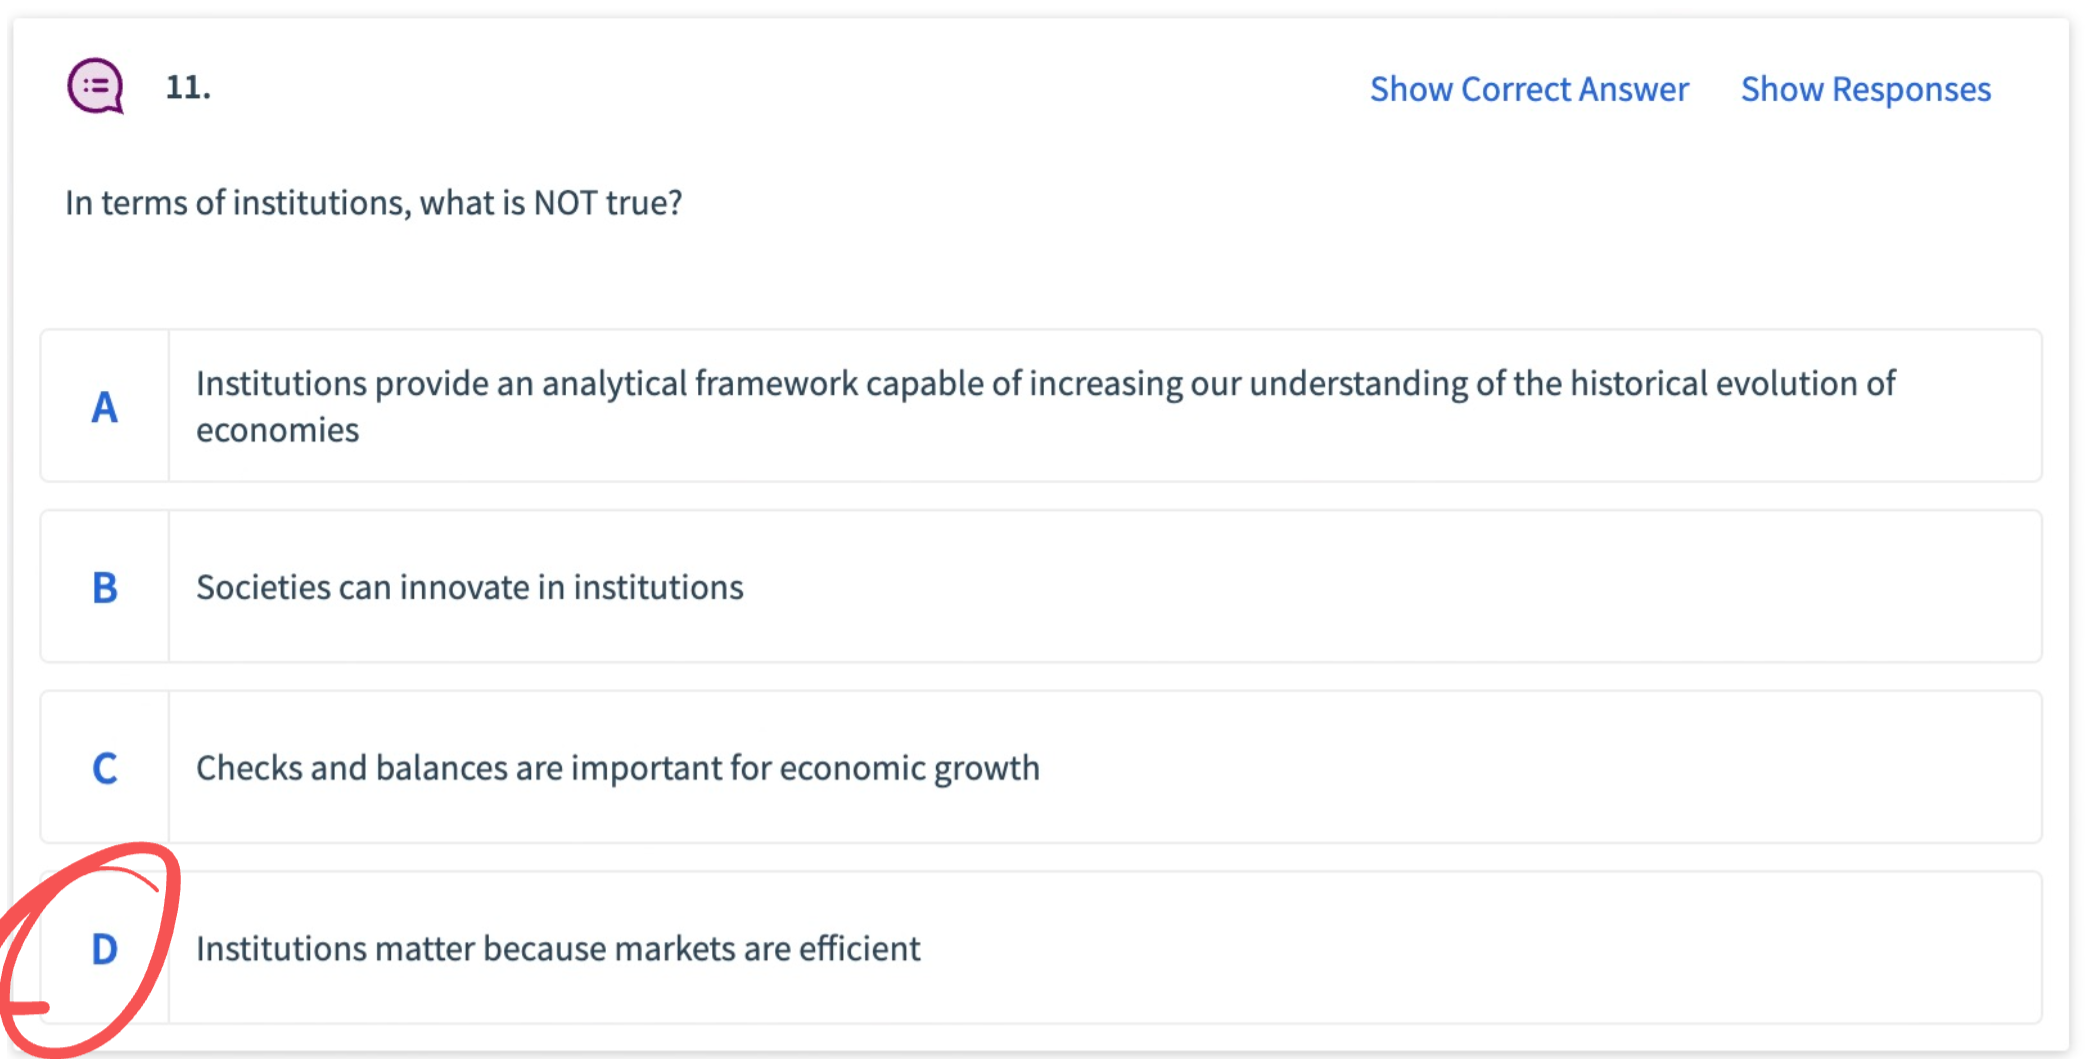 11.
Show Correct Answer Show Responses
In terms of institutions, what is NOT true?
A Institutions provide an analytical framework capable of increasing our understanding of the historical evolution of
economies
B Societies can innovate in institutions
C Checks and balances are important for economic growth
D Institutions matter because markets are efficient